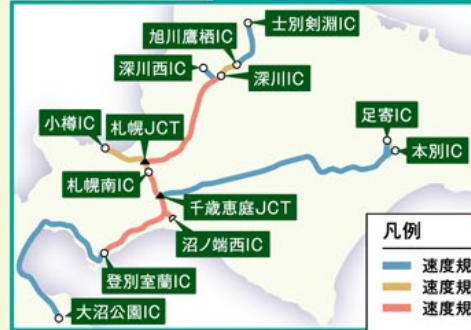 士別剣淵IC
旭川鷹栖IC
深川西IC
深川IC
足寄IC
小樽IC
札幌JCT
本別IC
札幌南IC
千歳恵庭JCT
沼ノ端西IC
登別室蘭IC
大沼公園IC
凡例
速度規
速度規
速度規